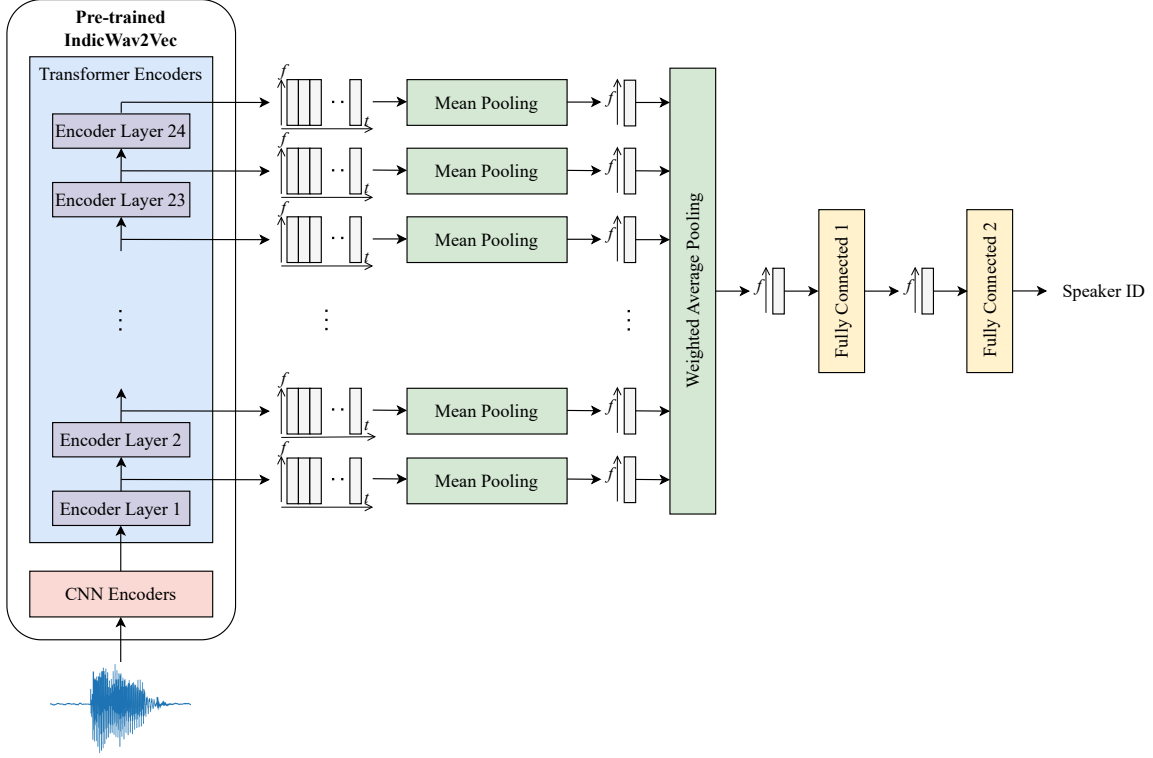 Pre-trained
IndicWav2Vec
Transformer Encoders
Encoder Layer 24
Encoder Layer 23
⋮
Encoder Layer 2
Encoder Layer 1
CNN Encoders
f
. .
t
Mean Pooling
f
f
. .
t
Mean Pooling
f
f
. .
t
Mean Pooling
f
⋮
⋮
f
. .
t
Mean Pooling
f
f
. .
t
Mean Pooling
f
Weighted Average Pooling
f
Fully Connected 1
f
Fully Connected 2
Speaker ID